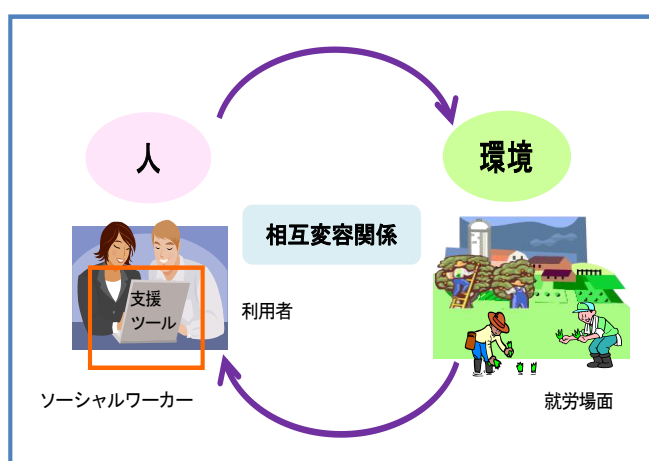 人
環境
相互変容関係
支援
ツール
利用者
ソーシャルワーカー
就労場面